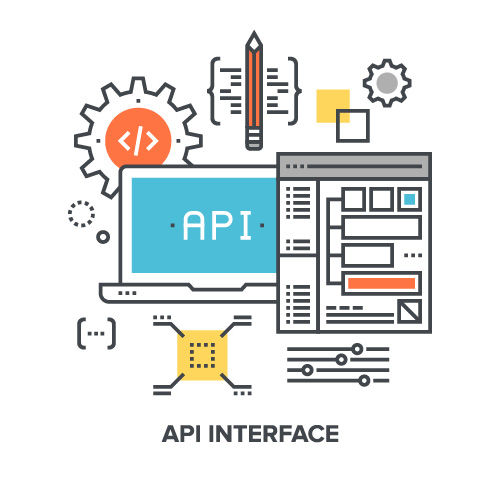 </>
API
API INTERFACE